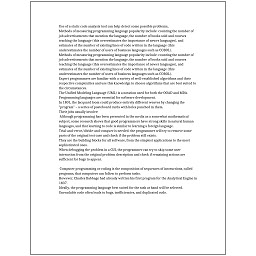 Use of a static code analysis tool can help detect some possible problems.
Methods of measuring programming language popularity include: counting the number of
job advertisements that mention the language, the number of books sold and courses
teaching the language (this overestimates the importance of newer languages), and
estimates of the number of existing lines of code written in the language (this
underestimates the number of users of business languages such as COBOL).
Methods of measuring programming language popularity include: counting the number of
job advertisements that mention the language, the number of books sold and courses
teaching the language (this overestimates the importance of newer languages), and
estimates of the number of existing lines of code written in the language (this
underestimates the number of users of business languages such as COBOL).
Expert programmers are familiar with a variety of well-established algorithms and their
respective complexities and use this knowledge to choose algorithms that are best suited to
the circumstances.
The Unified Modeling Language (UML) is a notation used for both the OOAD and MDA.
Programming languages are essential for software development.
In 1801, the Jacquard loom could produce entirely different weaves by changing the
"program" – a series of pasteboard cards with holes punched in them.
Their jobs usually involve:
Although programming has been presented in the media as a somewhat mathematical
subject, some research shows that good programmers have strong skills in natural human
languages, and that learning to code is similar to learning a foreign language.
Trial-and-error/divide-and-conquer is needed: the programmer will try to remove some
parts of the original test case and check if the problem still exists.
They are the building blocks for all software, from the simplest applications to the most
sophisticated ones.
When debugging the problem in a GUI, the programmer can try to skip some user
interaction from the original problem description and check if remaining actions are
sufficient for bugs to appear.
Computer programming or coding is the composition of sequences of instructions, called
programs, that computers can follow to perform tasks.
However, Charles Babbage had already written his first program for the Analytical Engine in
1837.
Ideally, the programming language best suited for the task at hand will be selected.
Unreadable code often leads to bugs, inefficiencies, and duplicated code.